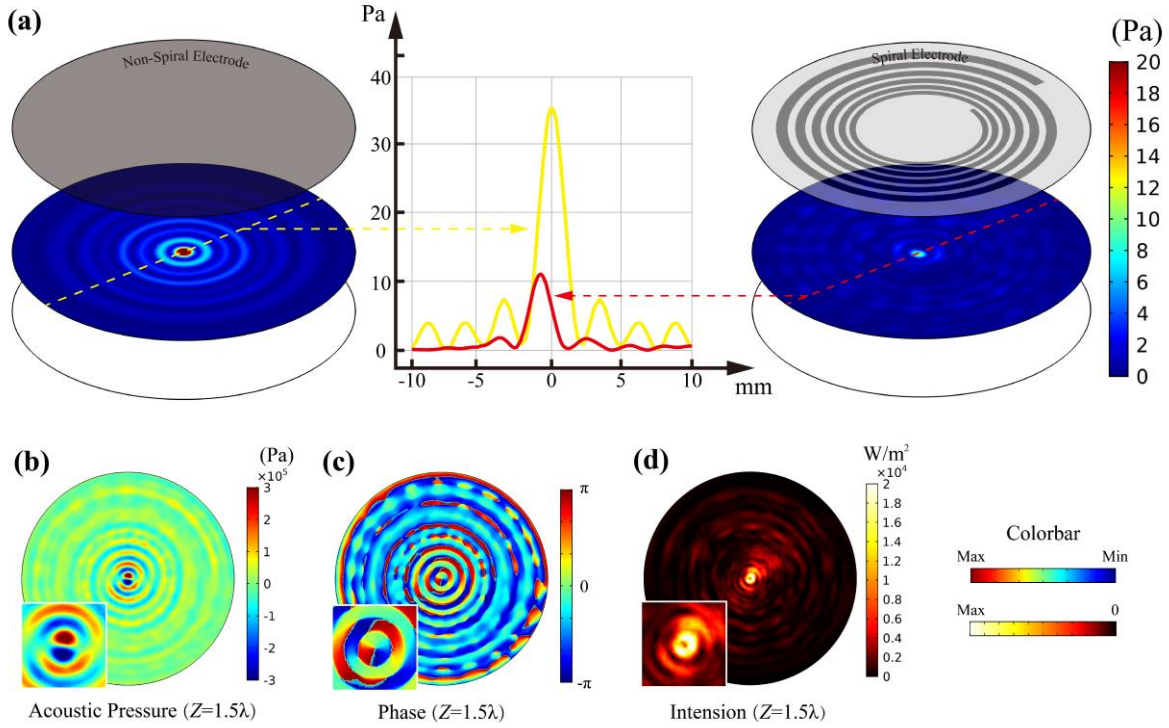 (a)
Non-Spiral Electrode
Pa
40
30
20
10
0
-10 -5 0 5 10
mm
Spiral Electrode
(Pa)
20
18
16
14
12
10
8
6
4
2
0
(b)
(Pa)
×10⁵
3
2
1
0
-1
-2
-3
Acoustic Pressure (Z=1.5λ)
(c)
π
0
-π
Phase (Z=1.5λ)
(d)
W/m²
×10⁴
2
1.8
1.6
1.4
1.2
1
0.8
0.6
0.4
0.2
0
Intension (Z=1.5λ)
Colorbar
Max Min
Max 0